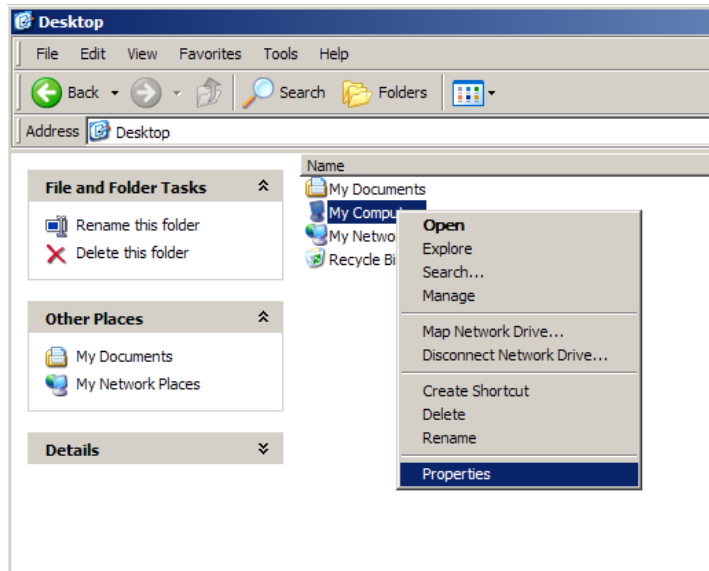 Desktop
File Edit View Favorites Tools Help
Back Search Folders
Address Desktop
Name
File and Folder Tasks
Rename this folder
Delete this folder
Other Places
My Documents
My Network Places
Details
My Documents
My Compu
My Netwo
Recycle Bi
Open
Explore
Search...
Manage
Map Network Drive...
Disconnect Network Drive...
Create Shortcut
Delete
Rename
Properties